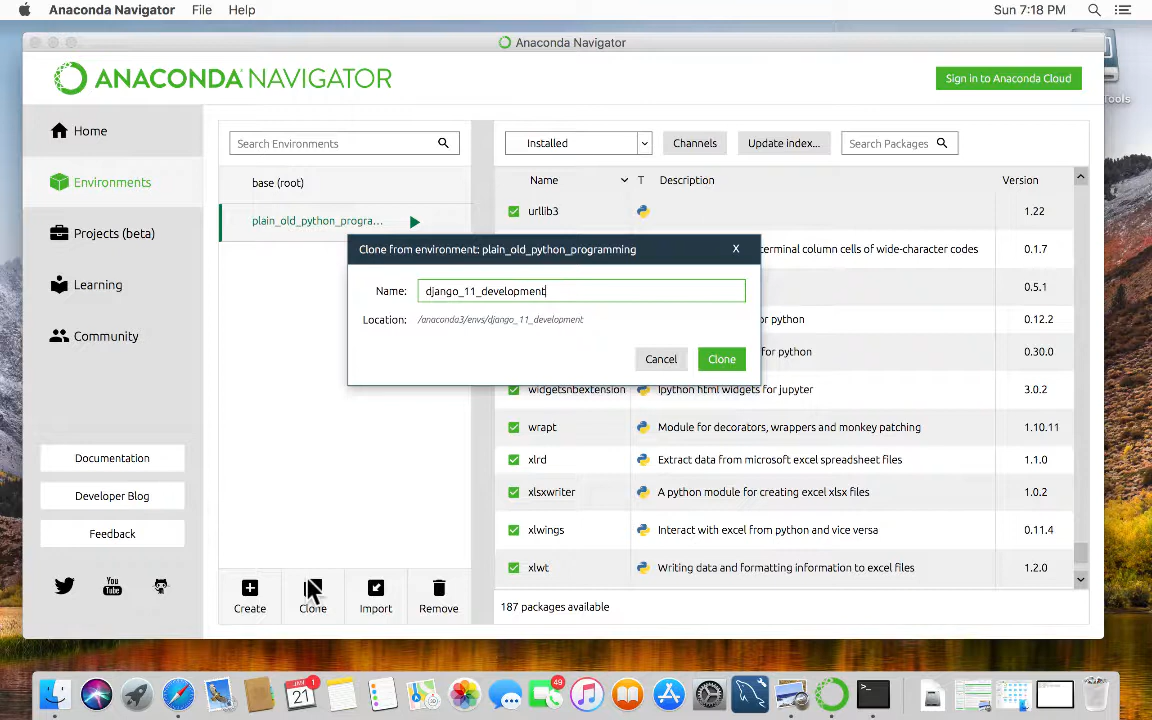 Anaconda Navigator File Help Sun 7:18 PM
Anaconda Navigator
ANACONDA NAVIGATOR
Sign in to Anaconda Cloud
Tools
Home
Environments
Projects (beta)
Learning
Community
Documentation
Developer Blog
Feedback
You
Tube
Search Environments
base (root)
plain_old_python_progra...
Create
Clone
Import
Remove
Installed
Channels
Update index...
Search Packages
Name T Description Version
urllib3 1.22
terminal column cells of wide-character codes 0.1.7
0.5.1
for python 0.12.2
for python 0.30.0
widgetsnbextension Ipython html widgets for jupyter 3.0.2
wrapt Module for decorators, wrappers and monkey patching 1.10.11
xlrd Extract data from microsoft excel spreadsheet files 1.1.0
xlsxwriter A python module for creating excel xlsx files 1.0.2
xlwings Interact with excel from python and vice versa 0.11.4
xlwt Writing data and formatting information to excel files 1.2.0
187 packages available
Clone from environment: plain_old_python_programming X
Name: django_11_development
Location: /anaconda3/envs/django_11_development
Cancel
Clone
21
1
49
>_